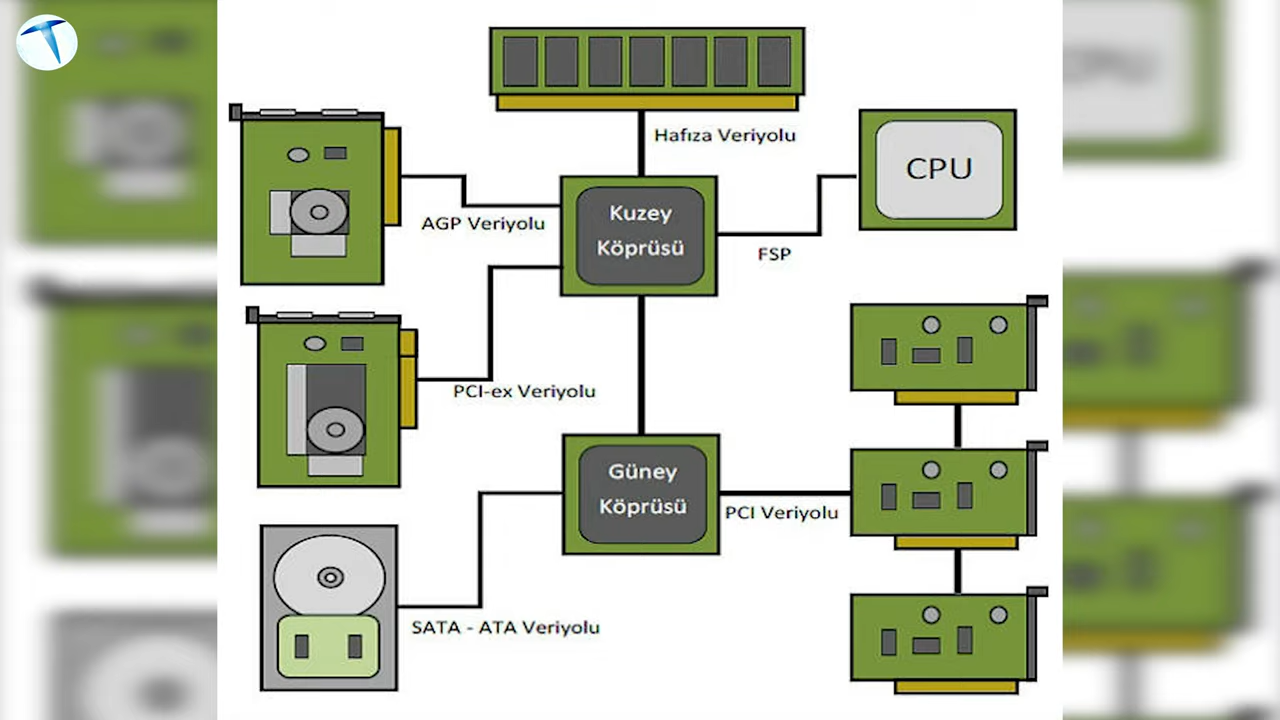 Hafıza Veriyolu
CPU
Kuzey
Köprüsü
AGP Veriyolu
FSP
PCI-ex Veriyolu
Güney
Köprüsü
PCI Veriyolu
SATA - ATA Veriyolu